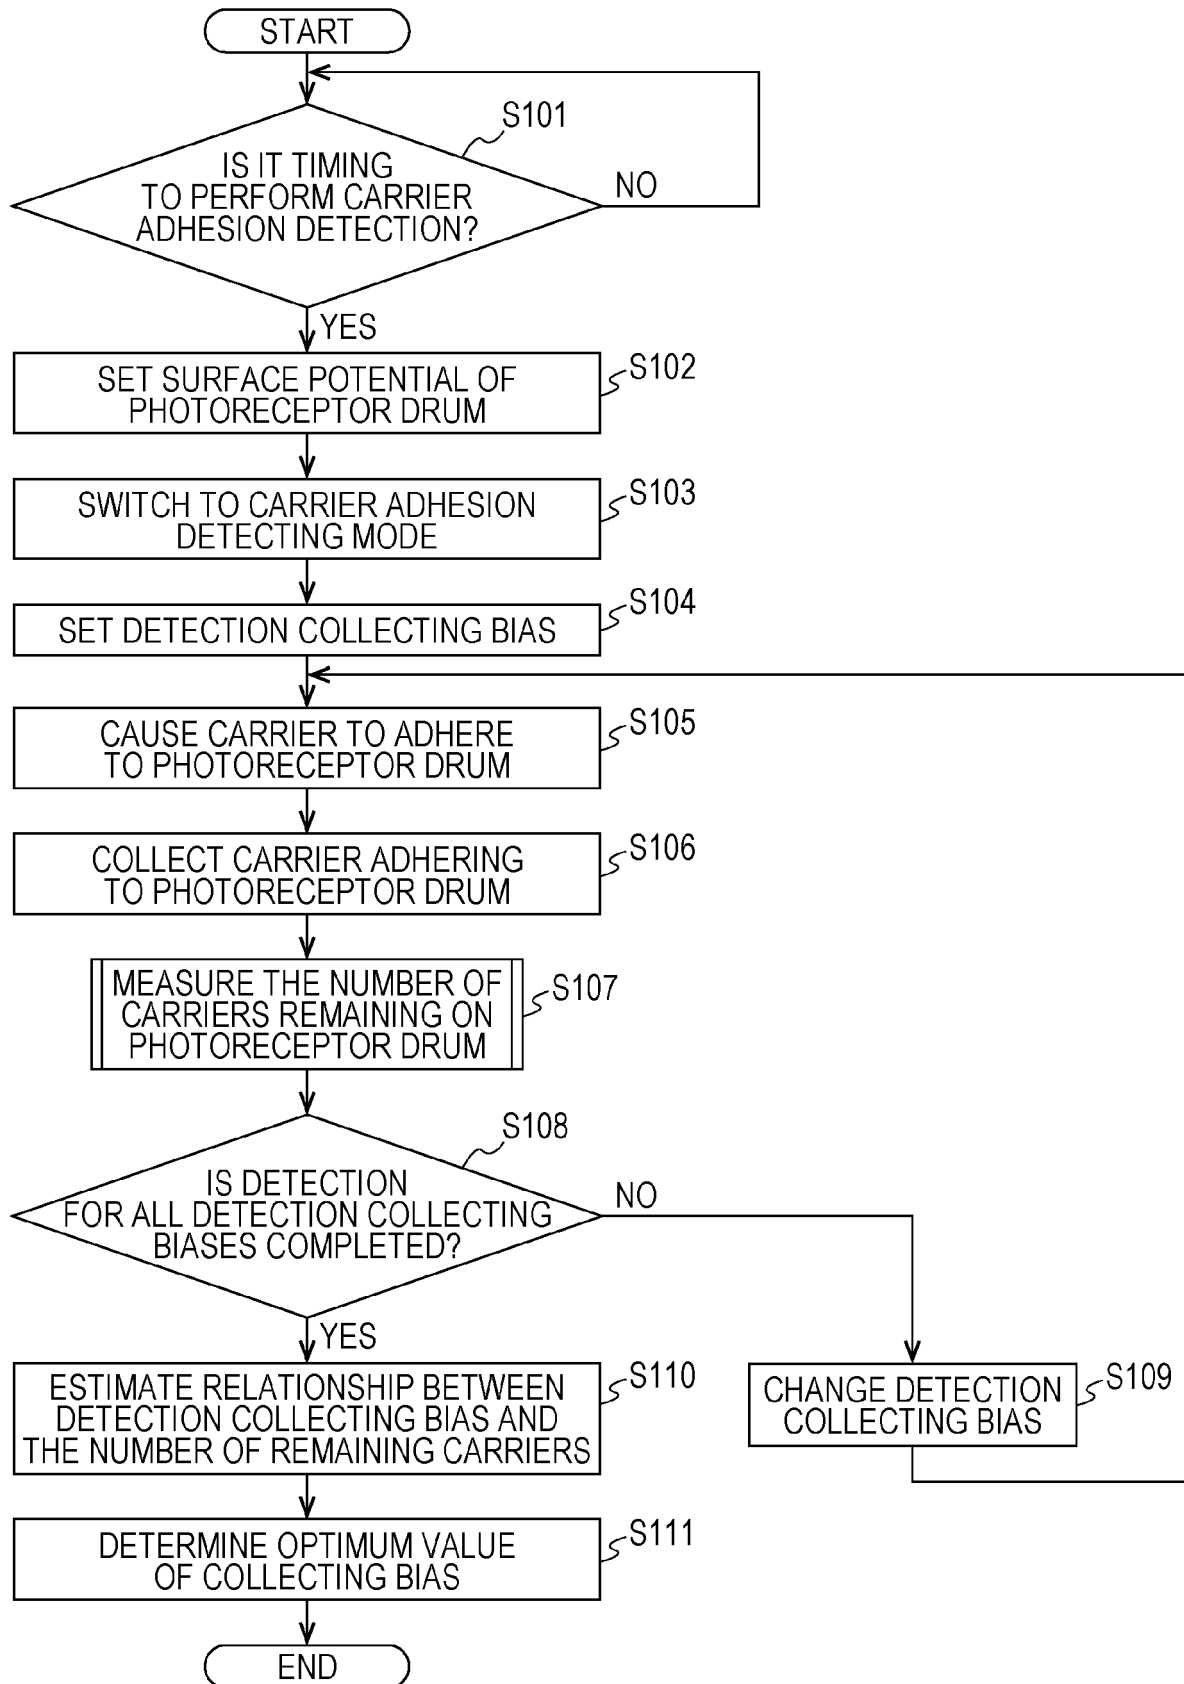 START
S101
IS IT TIMING
TO PERFORM CARRIER
ADHESION DETECTION?
NO
YES
S102
SET SURFACE POTENTIAL OF
PHOTORECEPTOR DRUM
S103
SWITCH TO CARRIER ADHESION
DETECTING MODE
S104
SET DETECTION COLLECTING BIAS
S105
CAUSE CARRIER TO ADHERE
TO PHOTORECEPTOR DRUM
S106
COLLECT CARRIER ADHERING
TO PHOTORECEPTOR DRUM
S107
MEASURE THE NUMBER OF
CARRIERS REMAINING ON
PHOTORECEPTOR DRUM
S108
IS DETECTION
FOR ALL DETECTION COLLECTING
BIASES COMPLETED?
NO
YES
S110
ESTIMATE RELATIONSHIP BETWEEN
DETECTION COLLECTING BIAS AND
THE NUMBER OF REMAINING CARRIERS
S109
CHANGE DETECTION
COLLECTING BIAS
S111
DETERMINE OPTIMUM VALUE
OF COLLECTING BIAS
END